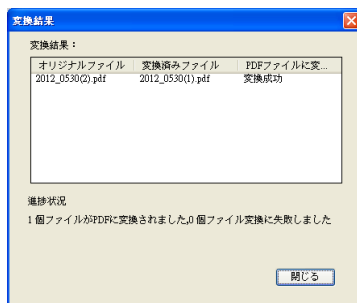 変換結果
変換結果：
オリジナルファイル 変換済みファイル PDFファイルに変...
2012_0530(2).pdf 2012_0530(1).pdf 変換成功
進捗状況
1 個ファイルがPDFに変換されました,0 個ファイル変換に失敗しました
閉じる